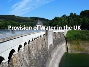 Provision of Water in the UK